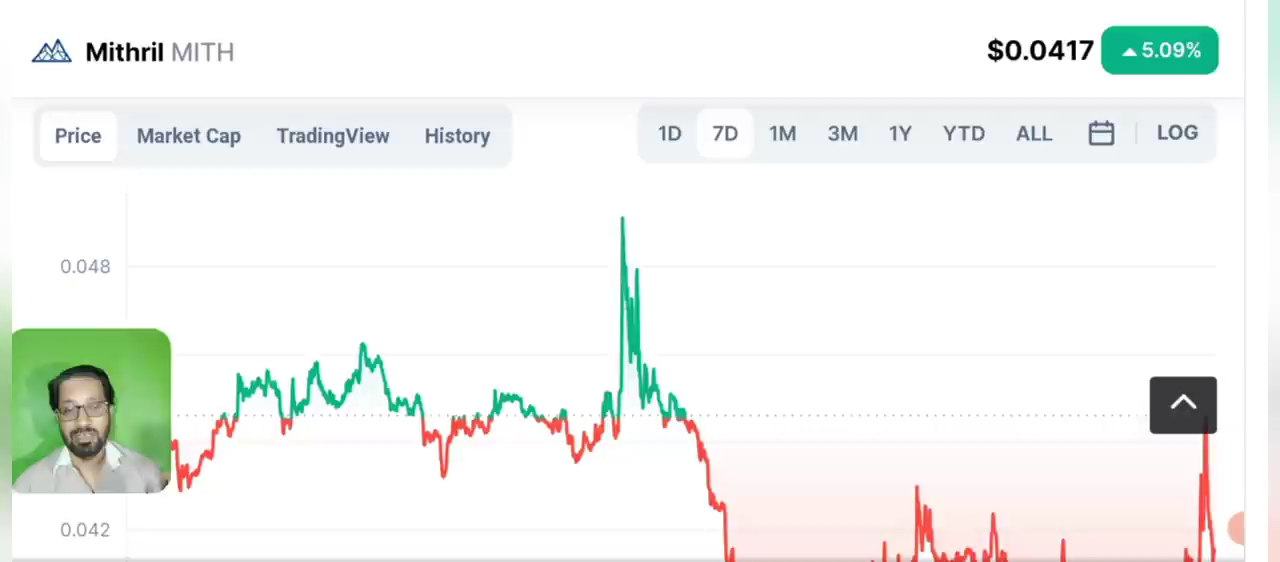 Mithril MITH
$0.0417 5.09%
Price Market Cap TradingView History
1D 7D 1M 3M 1Y YTD ALL LOG
0.048
0.042